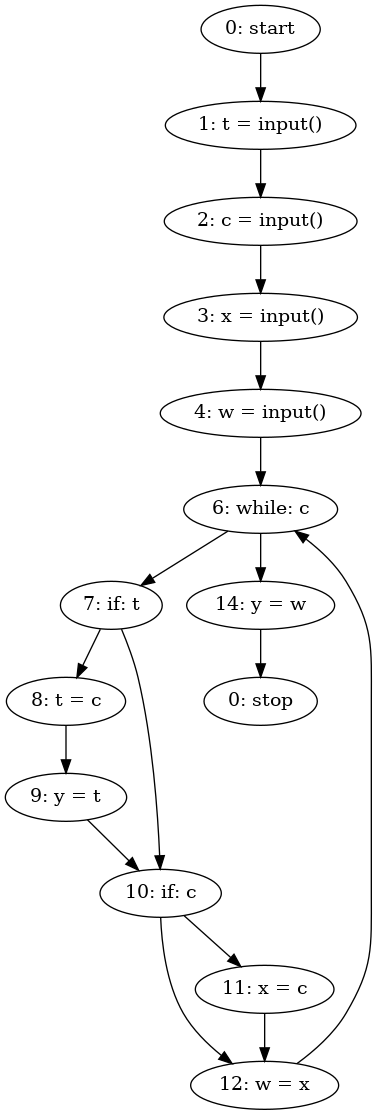 0: start
1: t = input()
2: c = input()
3: x = input()
4: w = input()
6: while: c
7: if: t
14: y = w
8: t = c
0: stop
9: y = t
10: if: c
11: x = c
12: w = x